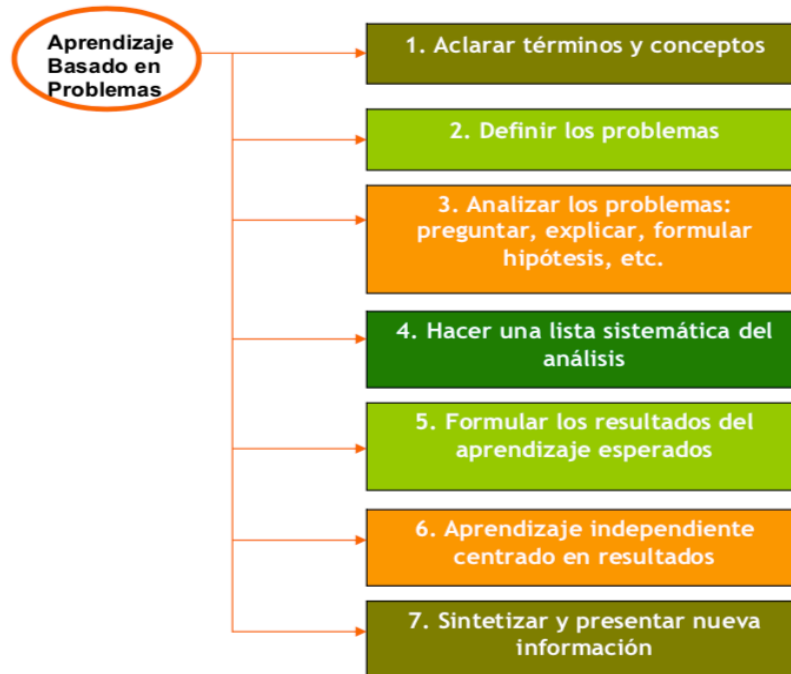 Aprendizaje
Basado en
Problemas
1. Aclarar términos y conceptos
2. Definir los problemas
3. Analizar los problemas:
preguntar, explicar, formular
hipótesis, etc.
4. Hacer una lista sistemática del
análisis
5. Formular los resultados del
aprendizaje esperados
6. Aprendizaje independiente
centrado en resultados
7. Sintetizar y presentar nueva
información